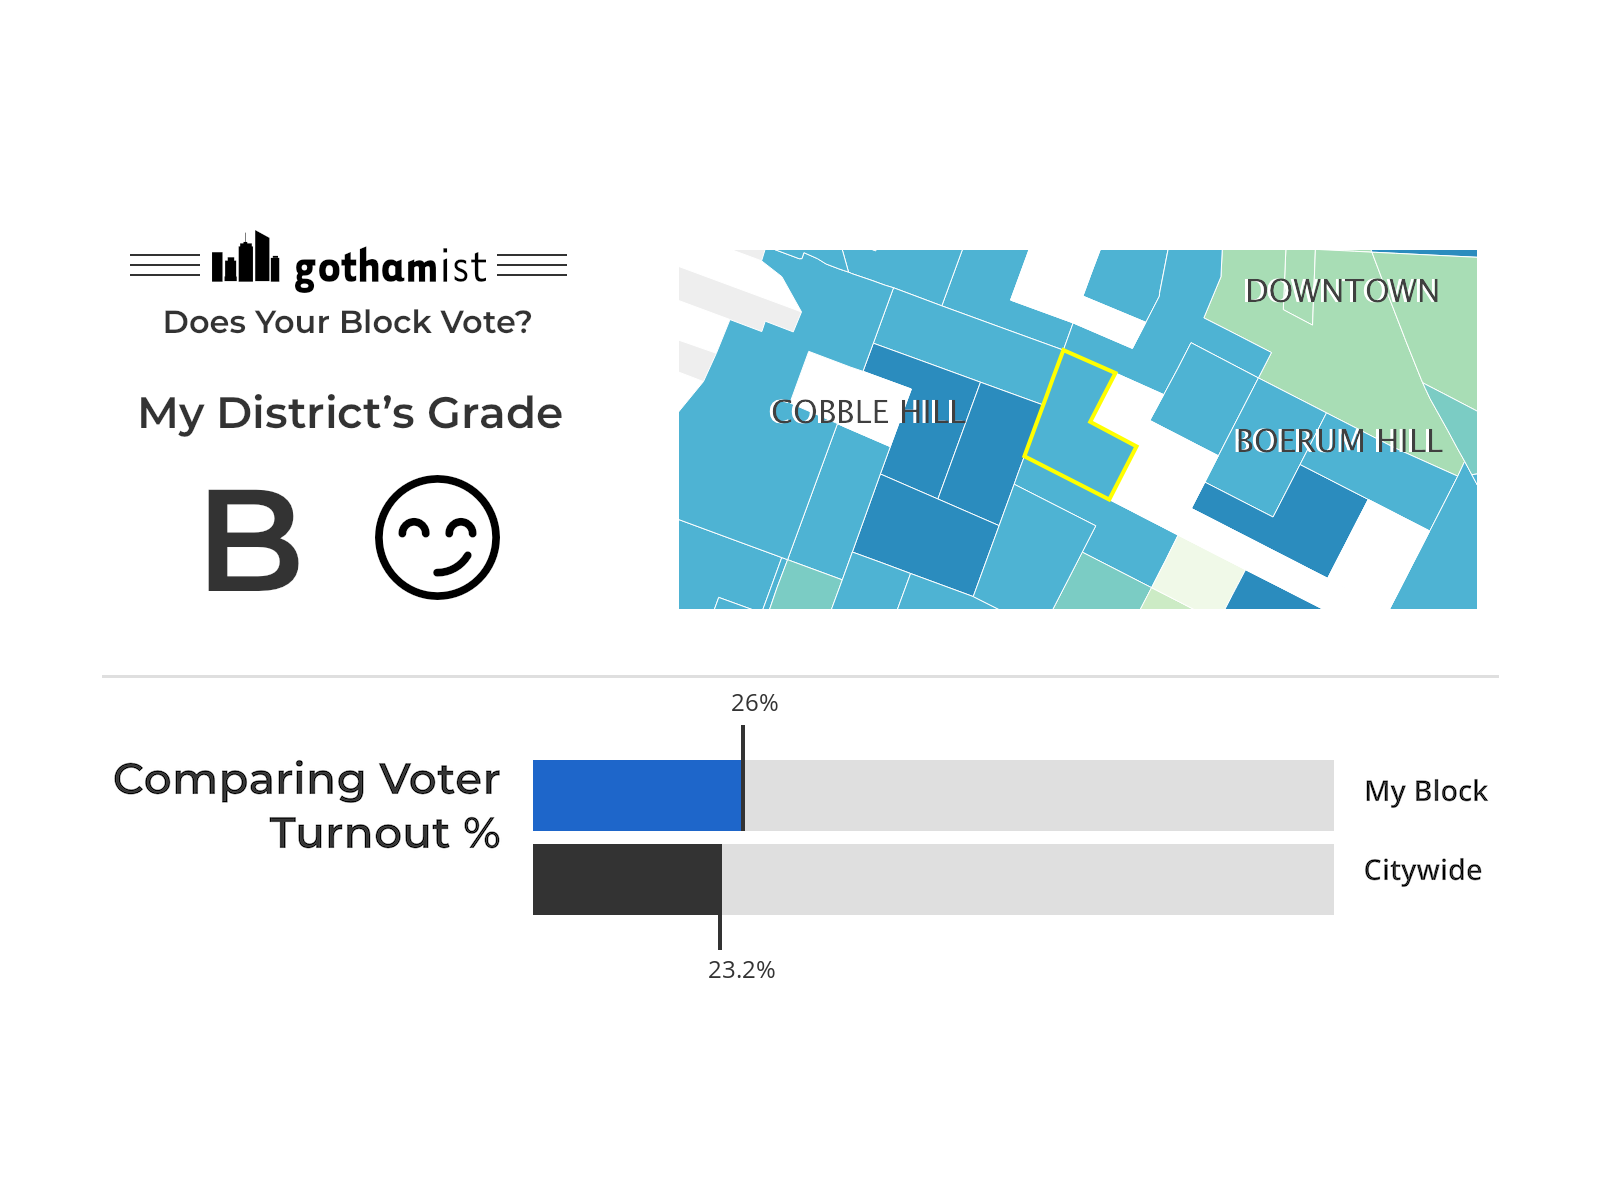 gothamist
Does Your Block Vote?
My District’s Grade
B
DOWNTOWN
COBBLE HILL
BOERUM HILL
26%
Comparing Voter
Turnout %
My Block
Citywide
23.2%